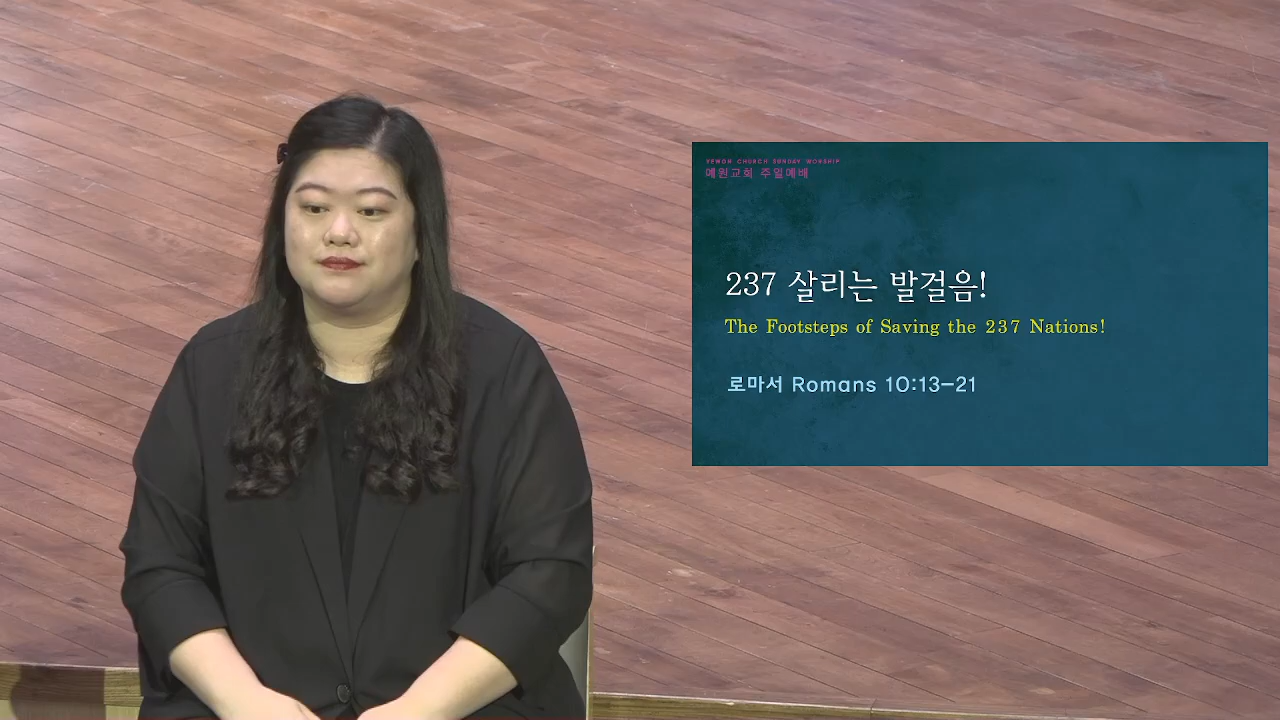 YEWON CHURCH SUNDAY WORSHIP
예원교회 주일예배
237 살리는 발걸음!
The Footsteps of Saving the 237 Nations!
로마서 Romans 10:13-21